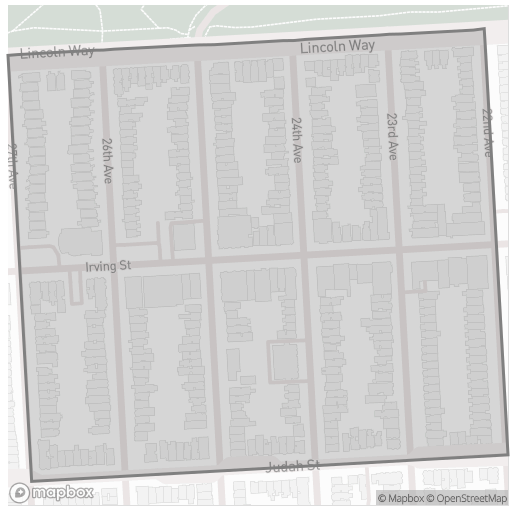 Lincoln Way
Lincoln Way
27th Ave
26th Ave
24th Ave
23rd Ave
22nd Ave
Irving St
Judah St
mapbox
© Mapbox © OpenStreetMap